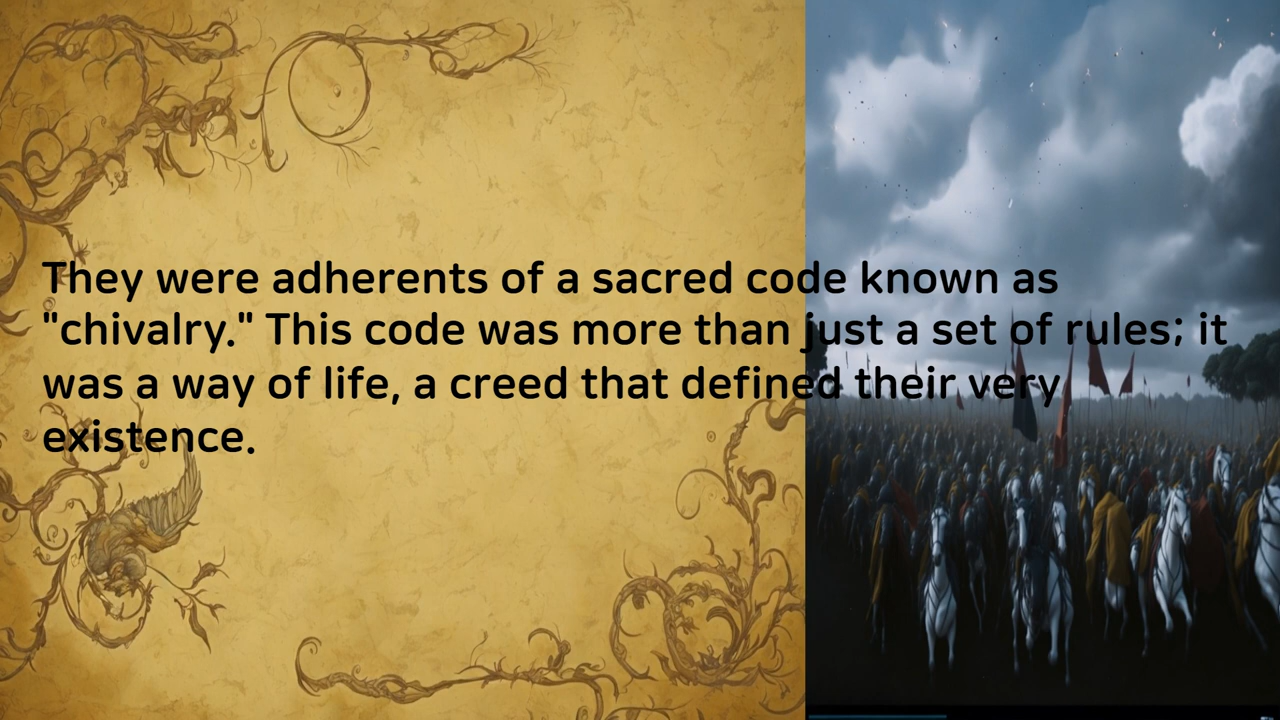 They were adherents of a sacred code known as
"chivalry." This code was more than just a set of rules; it
was a way of life, a creed that defined their very
existence.